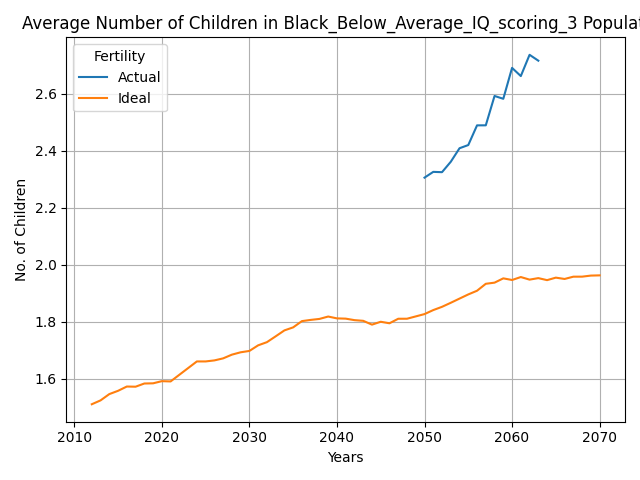 Average Number of Children in Black_Below_Average_IQ_scoring_3 Populat
Fertility
Actual
Ideal
No. of Children
2.6
2.4
2.2
2.0
1.8
1.6
2010 2020 2030 2040 2050 2060 2070
Years